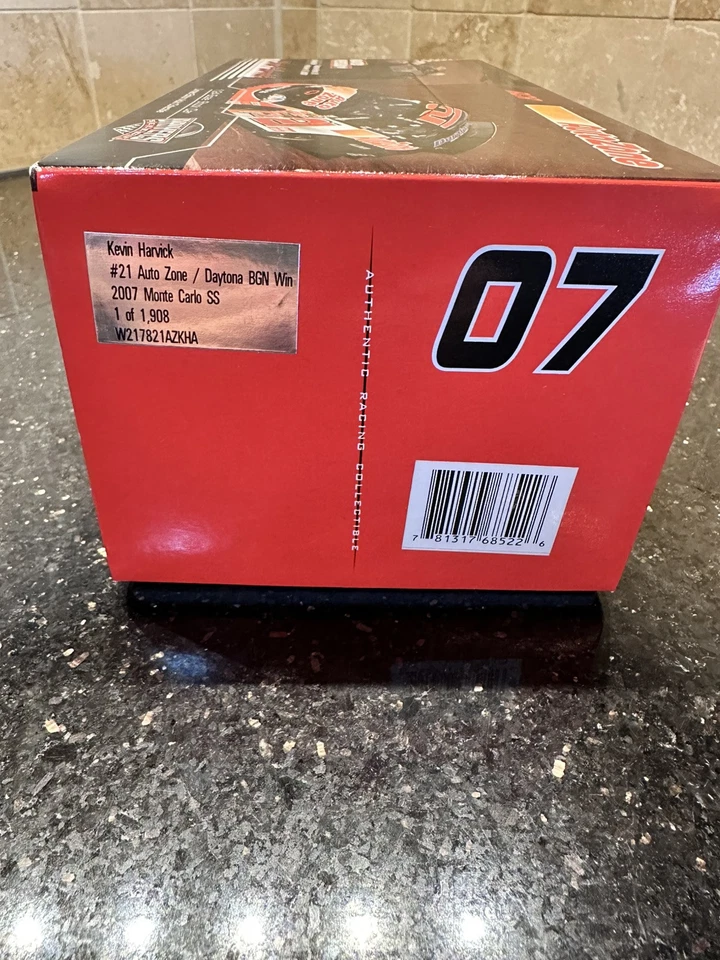 AutoZone
Kevin Harvick
#21 Auto Zone / Daytona BGN Win
2007 Monte Carlo SS
1 of 1,908
W217821AZKHA
AUTHENTIC RACING COLLECTIBLE
07
7 81317 68522 6